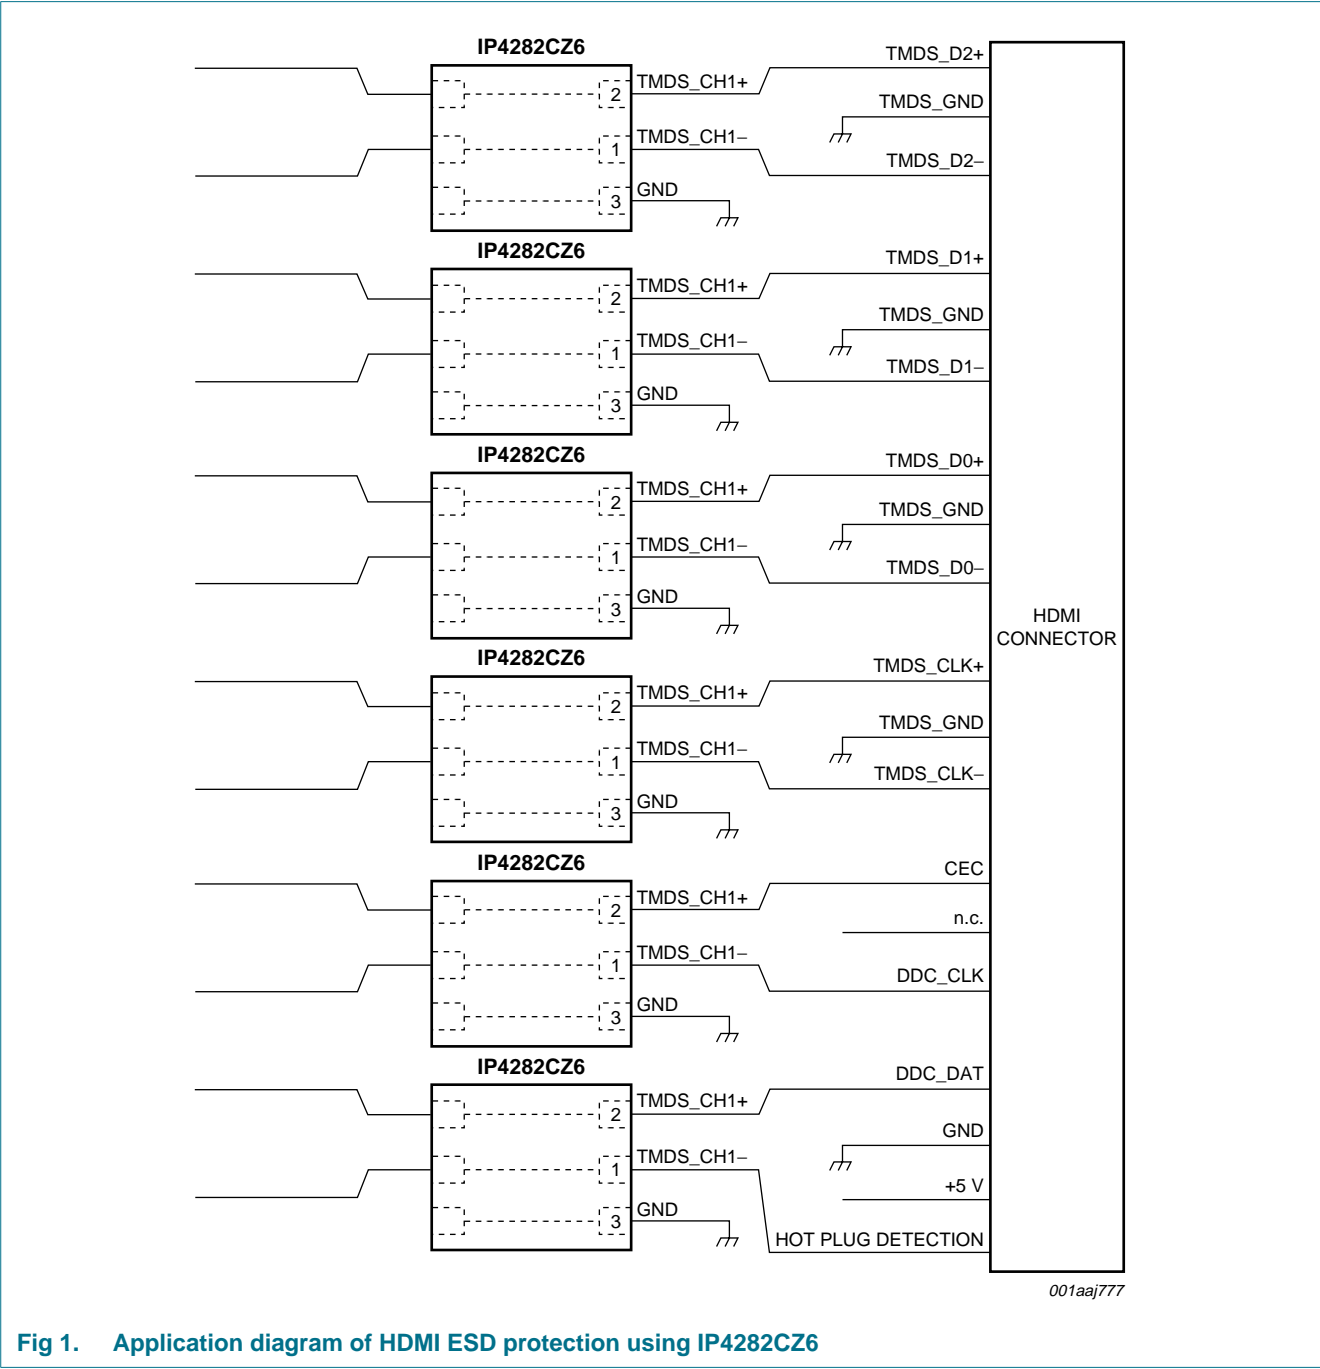 IP4282CZ6
TMDS_D2+
TMDS_CH1+
2
TMDS_GND
TMDS_CH1−
1
TMDS_D2−
GND
3
IP4282CZ6
TMDS_D1+
TMDS_CH1+
2
TMDS_GND
TMDS_CH1−
1
TMDS_D1−
GND
3
IP4282CZ6
TMDS_D0+
TMDS_CH1+
2
TMDS_GND
TMDS_CH1−
1
TMDS_D0−
GND
3
HDMI
CONNECTOR
IP4282CZ6
TMDS_CLK+
TMDS_CH1+
2
TMDS_GND
TMDS_CH1−
1
TMDS_CLK−
GND
3
IP4282CZ6
CEC
TMDS_CH1+
2
n.c.
TMDS_CH1−
1
DDC_CLK
GND
3
IP4282CZ6
DDC_DAT
TMDS_CH1+
2
GND
TMDS_CH1−
1
+5 V
GND
3
HOT PLUG DETECTION
001aaj777
Fig 1. Application diagram of HDMI ESD protection using IP4282CZ6